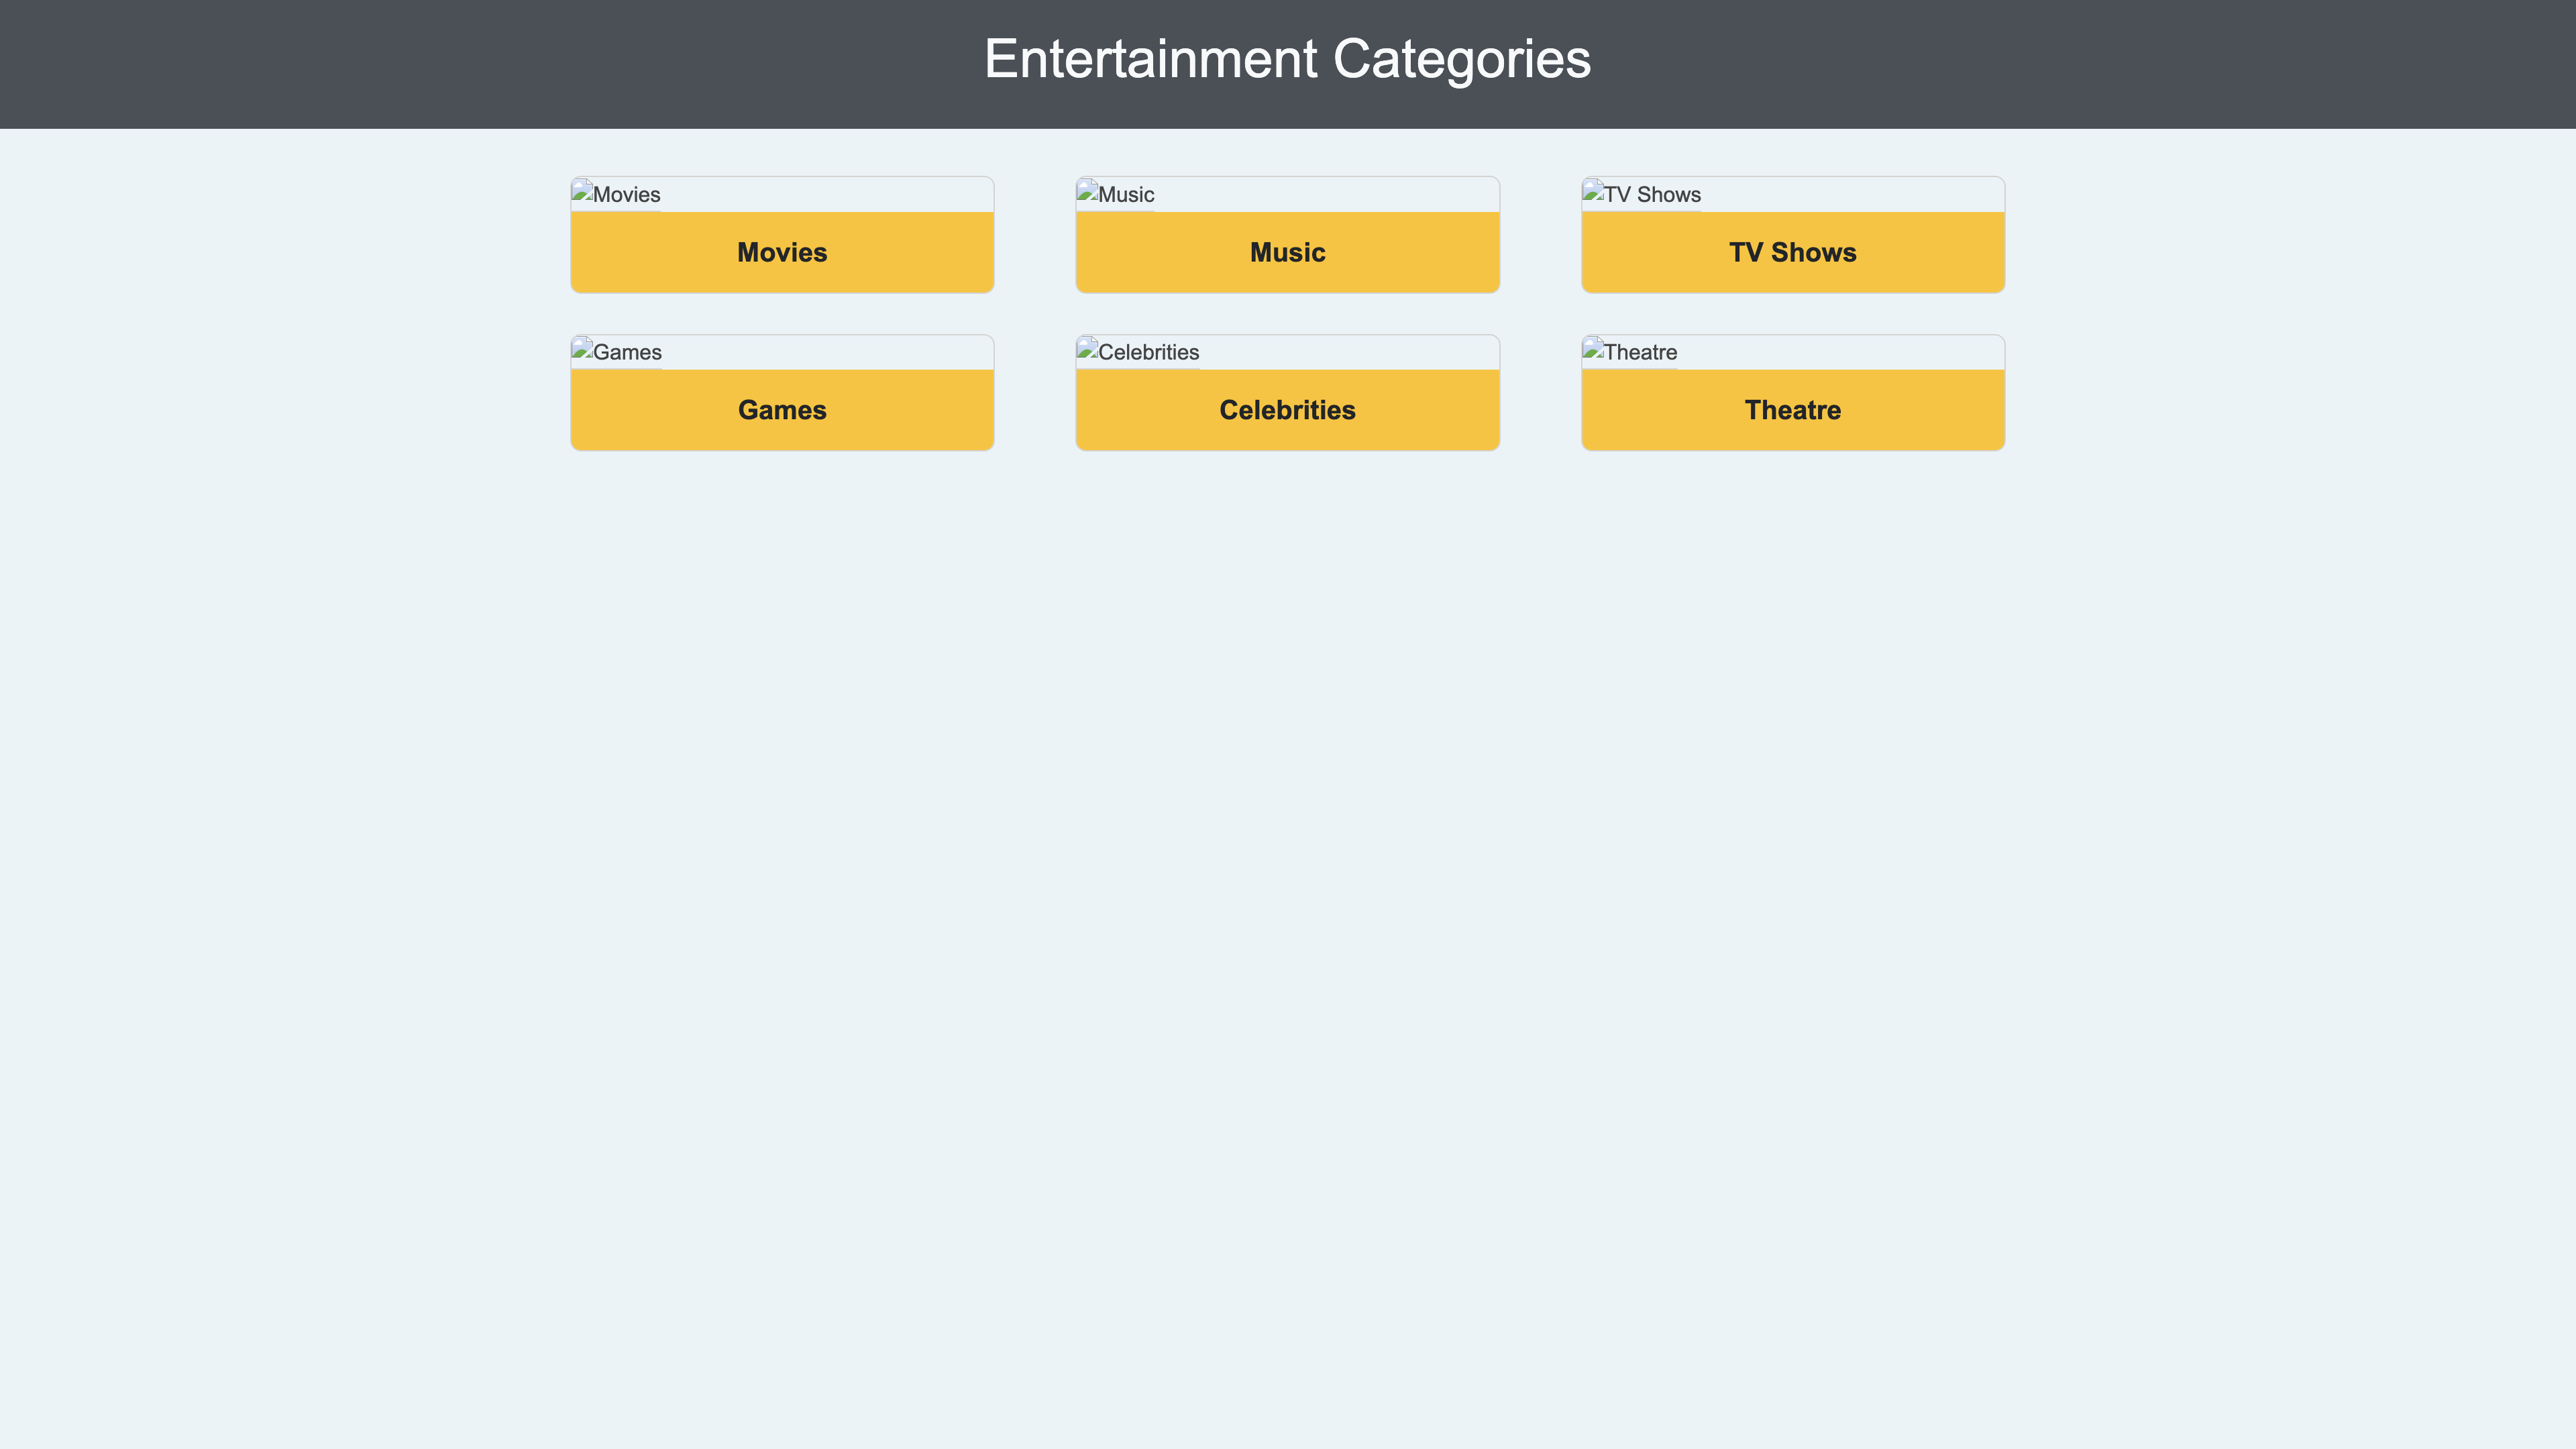 Entertainment Categories
Movies
Music
TV Shows
Movies
Music
TV Shows
Games
Celebrities
Theatre
Games
Celebrities
Theatre